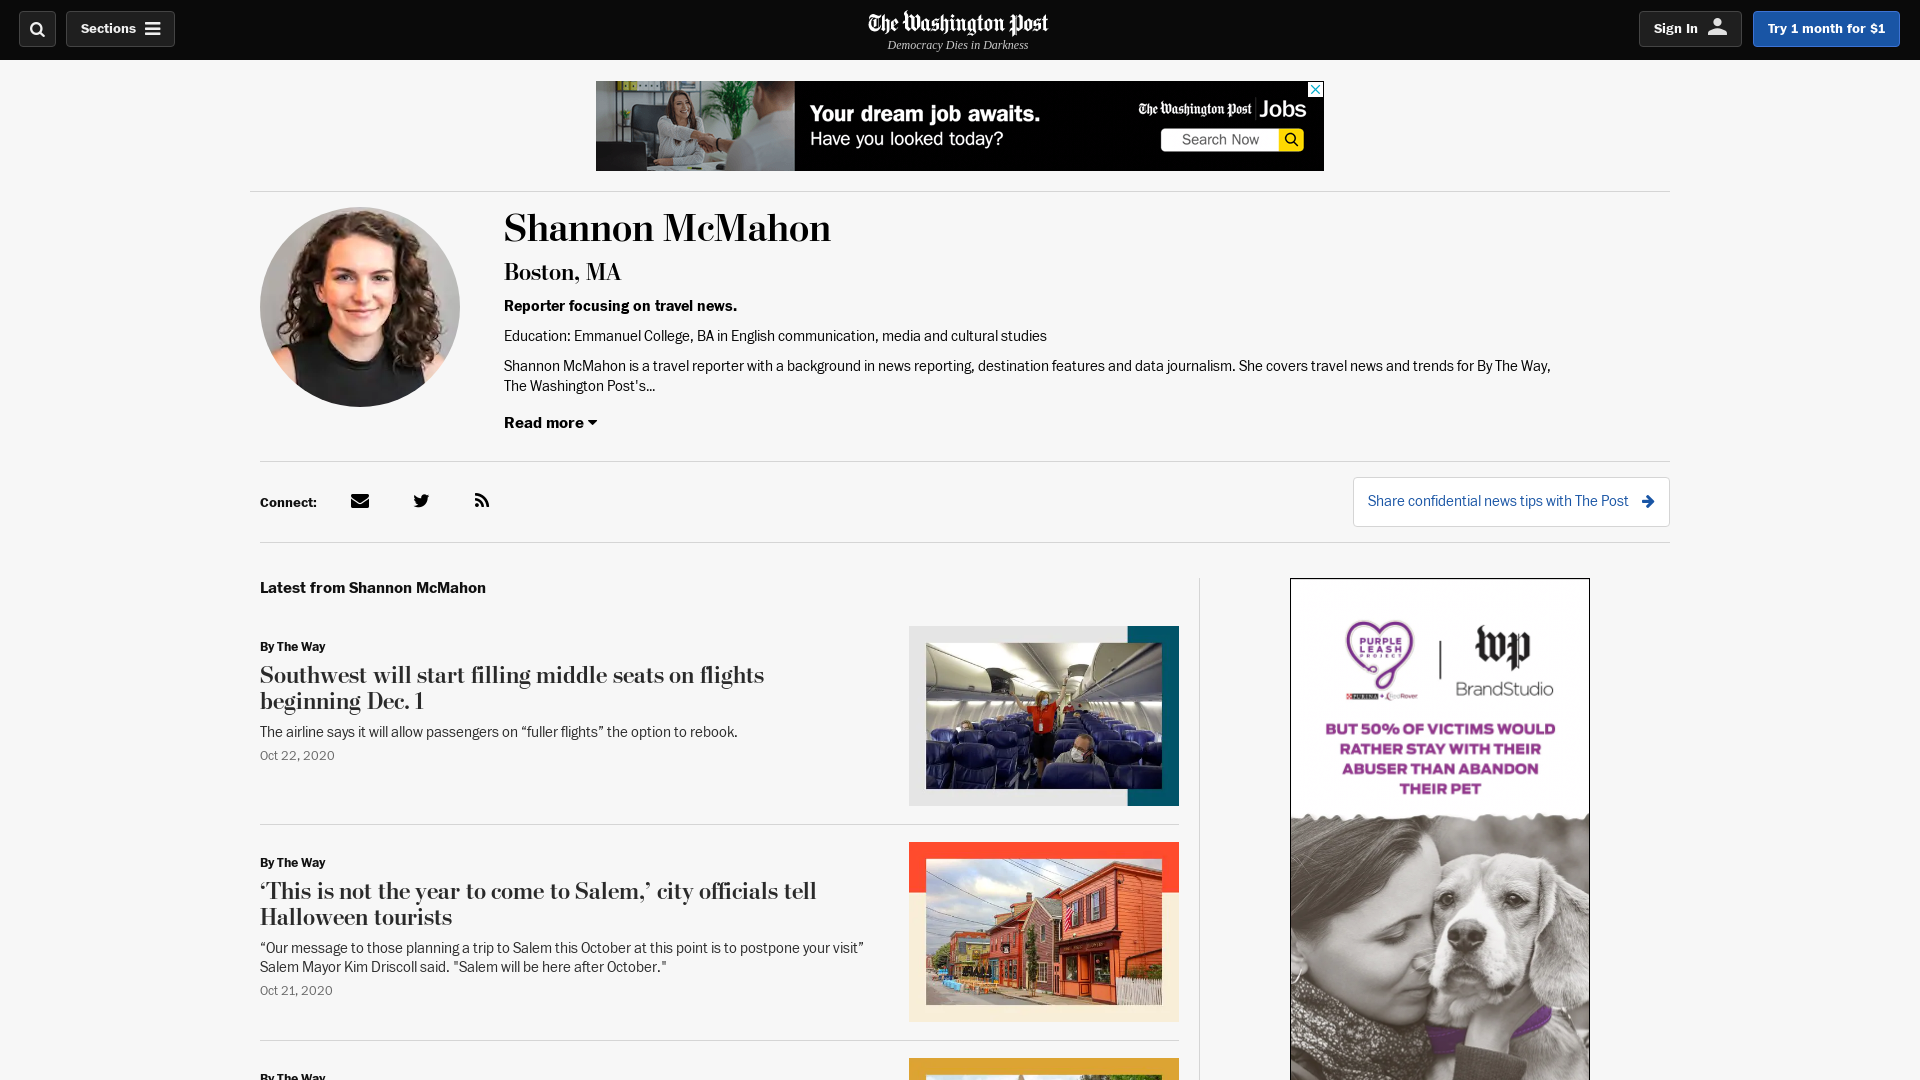 Sections
The Washington Post
Democracy Dies in Darkness
Sign In
Try 1 month for $1
Your dream job awaits.
Have you looked today?
The Washington Post Jobs
Search Now
Shannon McMahon
Boston, MA
Reporter focusing on travel news.
Education: Emmanuel College, BA in English communication, media and cultural studies
Shannon McMahon is a travel reporter with a background in news reporting, destination features and data journalism. She covers travel news and trends for By The Way,
The Washington Post's...
Read more
Connect:
Share confidential news tips with The Post
Latest from Shannon McMahon
By The Way
Southwest will start filling middle seats on flights
beginning Dec. 1
The airline says it will allow passengers on “fuller flights” the option to rebook.
Oct 22, 2020
By The Way
‘This is not the year to come to Salem,’ city officials tell
Halloween tourists
“Our message to those planning a trip to Salem this October at this point is to postpone your visit”
Salem Mayor Kim Driscoll said. "Salem will be here after October."
Oct 21, 2020
By The Way
PURPLE
LEASH
PROJECT
PURINA + RedRover
wp
BrandStudio
BUT 50% OF VICTIMS WOULD
RATHER STAY WITH THEIR
ABUSER THAN ABANDON
THEIR PET